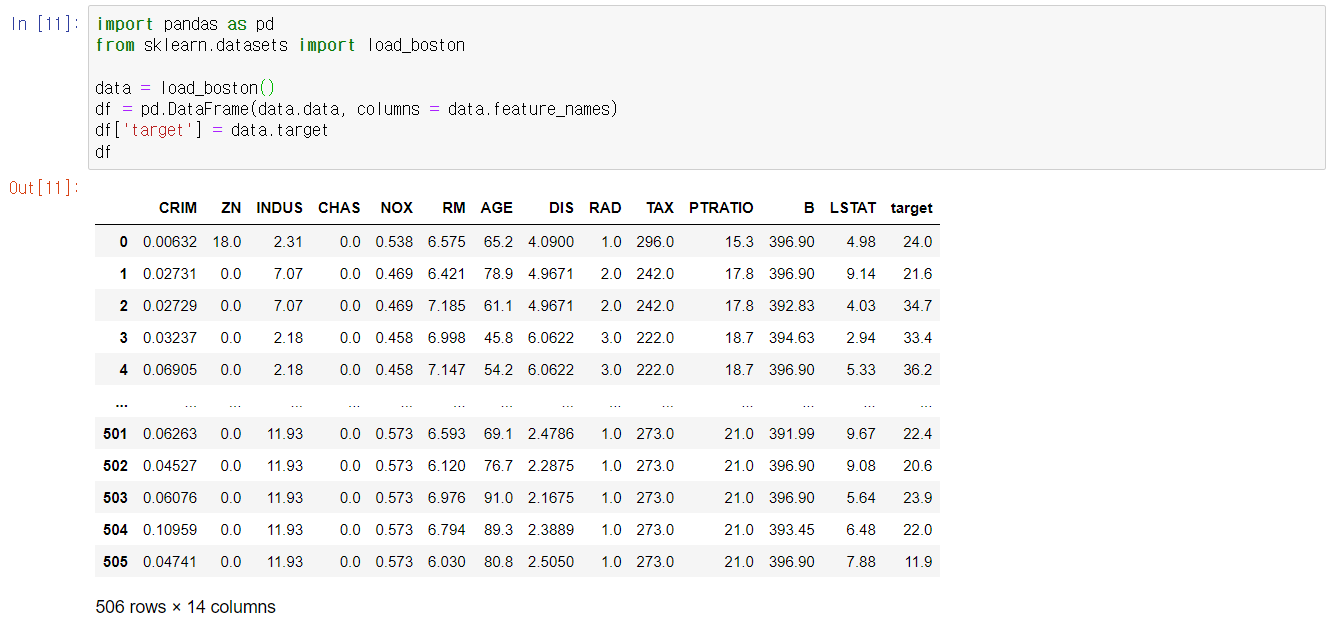 In [11]: import pandas as pd
from sklearn.datasets import load_boston
data = load_boston()
df = pd.DataFrame(data.data, columns = data.feature_names)
df['target'] = data.target
df
Out[11]:
CRIM ZN INDUS CHAS NOX RM AGE DIS RAD TAX PTRATIO B LSTAT target
0 0.00632 18.0 2.31 0.0 0.538 6.575 65.2 4.0900 1.0 296.0 15.3 396.90 4.98 24.0
1 0.02731 0.0 7.07 0.0 0.469 6.421 78.9 4.9671 2.0 242.0 17.8 396.90 9.14 21.6
2 0.02729 0.0 7.07 0.0 0.469 7.185 61.1 4.9671 2.0 242.0 17.8 392.83 4.03 34.7
3 0.03237 0.0 2.18 0.0 0.458 6.998 45.8 6.0622 3.0 222.0 18.7 394.63 2.94 33.4
4 0.06905 0.0 2.18 0.0 0.458 7.147 54.2 6.0622 3.0 222.0 18.7 396.90 5.33 36.2
... ... ... ... ... ... ... ... ... ... ... ... ... ... ...
501 0.06263 0.0 11.93 0.0 0.573 6.593 69.1 2.4786 1.0 273.0 21.0 391.99 9.67 22.4
502 0.04527 0.0 11.93 0.0 0.573 6.120 76.7 2.2875 1.0 273.0 21.0 396.90 9.08 20.6
503 0.06076 0.0 11.93 0.0 0.573 6.976 91.0 2.1675 1.0 273.0 21.0 396.90 5.64 23.9
504 0.10959 0.0 11.93 0.0 0.573 6.794 89.3 2.3889 1.0 273.0 21.0 393.45 6.48 22.0
505 0.04741 0.0 11.93 0.0 0.573 6.030 80.8 2.5050 1.0 273.0 21.0 396.90 7.88 11.9
506 rows × 14 columns